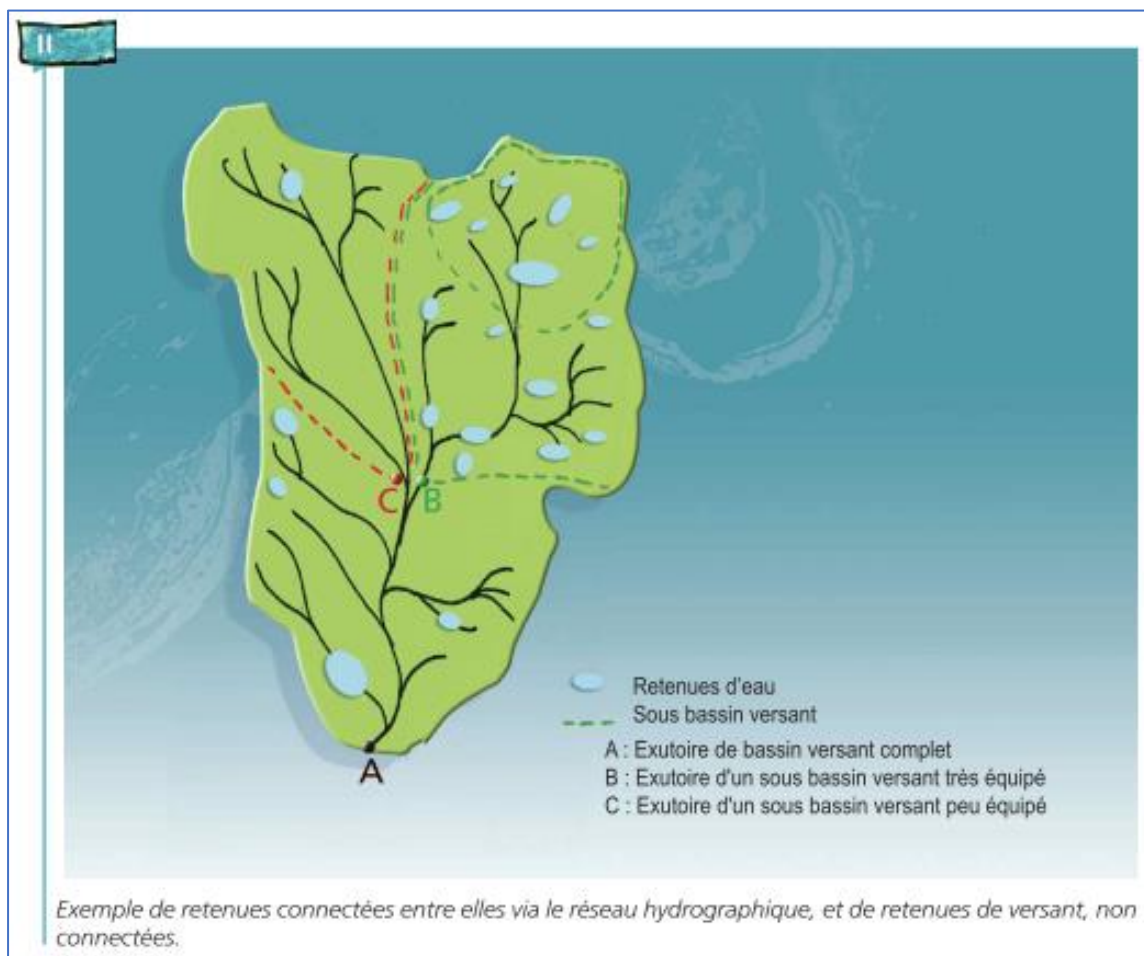 II
C
B
A
Retenues d'eau
Sous bassin versant
A : Exutoire de bassin versant complet
B : Exutoire d'un sous bassin versant très équipé
C : Exutoire d'un sous bassin versant peu équipé
Exemple de retenues connectées entre elles via le réseau hydrographique, et de retenues de versant, non
connectées.